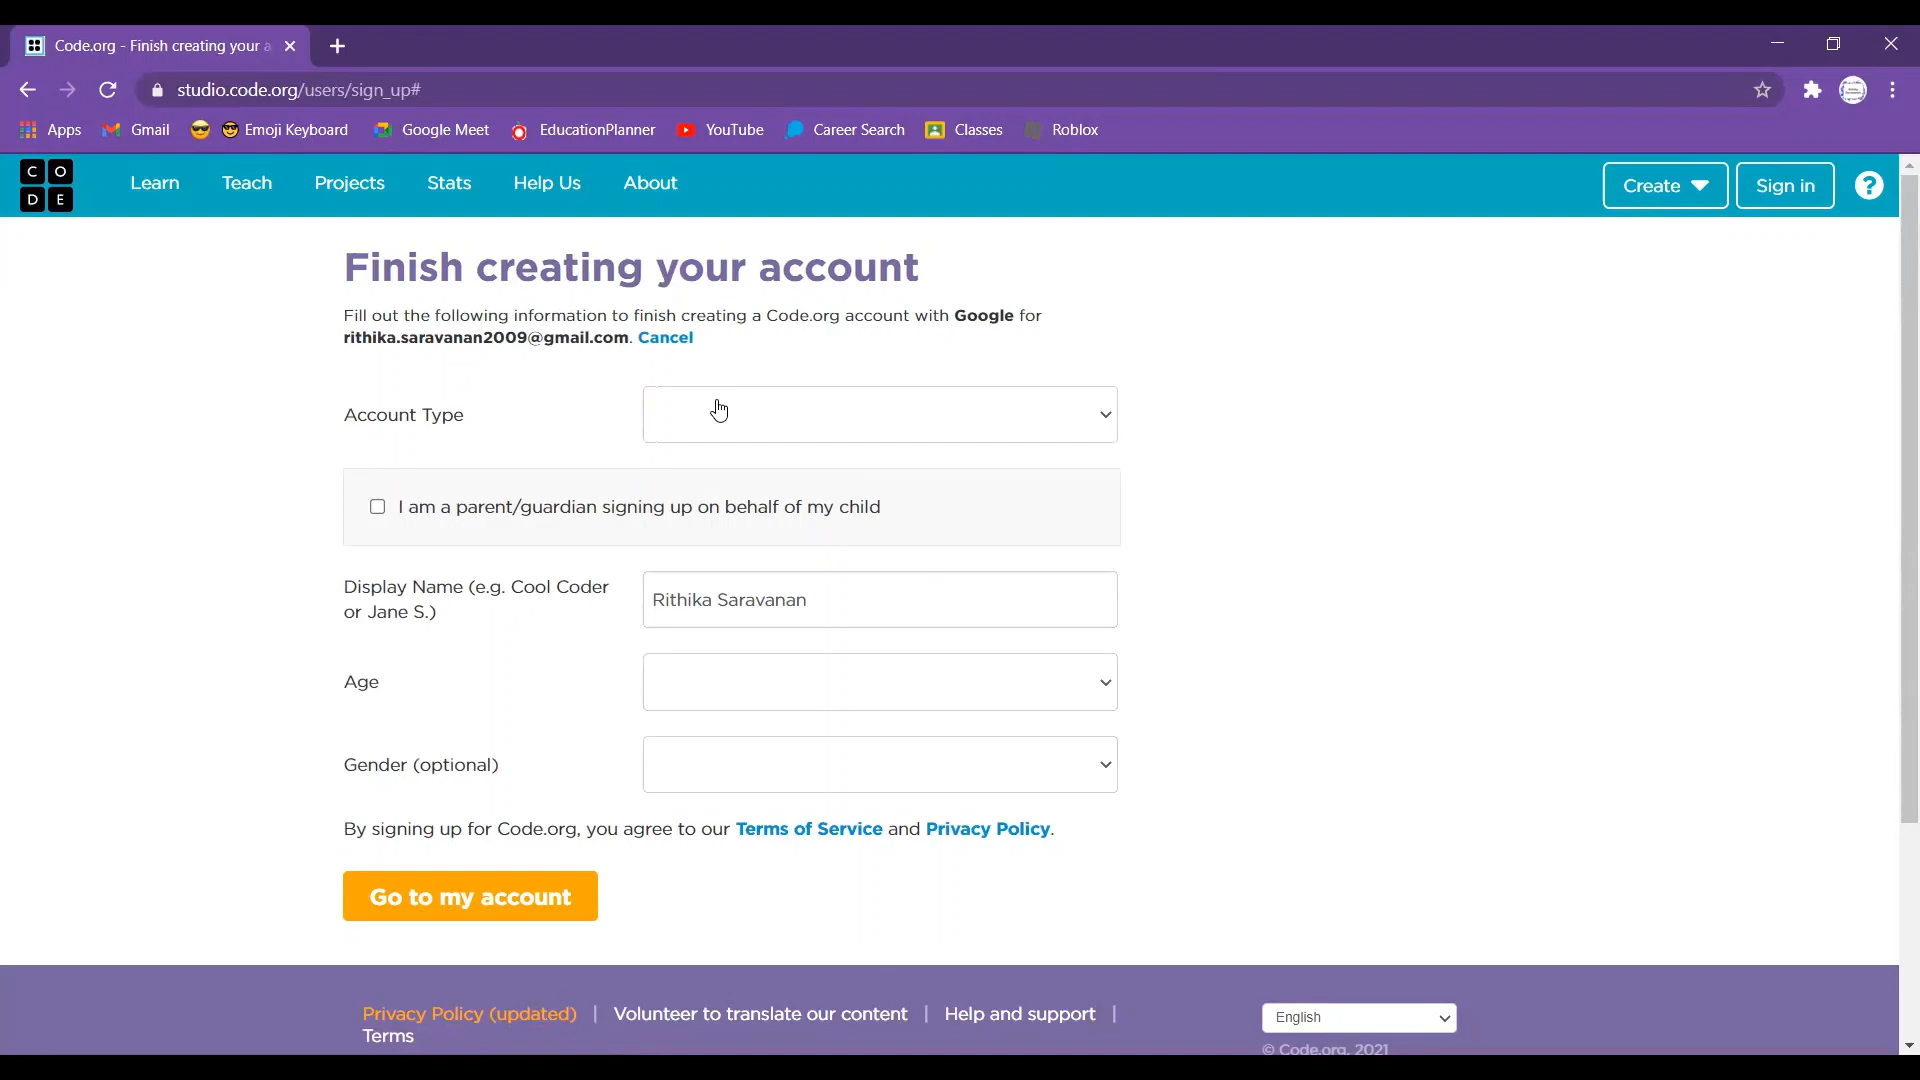 Code.org - Finish creating your a
studio.code.org/users/sign_up#
Apps Gmail Emoji Keyboard Google Meet EducationPlanner YouTube Career Search Classes Roblox
C O
D E
Learn Teach Projects Stats Help Us About Create Sign in ?
Finish creating your account
Fill out the following information to finish creating a Code.org account with Google for
rithika.saravanan2009@gmail.com. Cancel
Account Type
I am a parent/guardian signing up on behalf of my child
Display Name (e.g. Cool Coder
or Jane S.)
Rithika Saravanan
Age
Gender (optional)
By signing up for Code.org, you agree to our Terms of Service and Privacy Policy.
Go to my account
Privacy Policy (updated) | Volunteer to translate our content | Help and support |
Terms
English
© Code.org, 2021